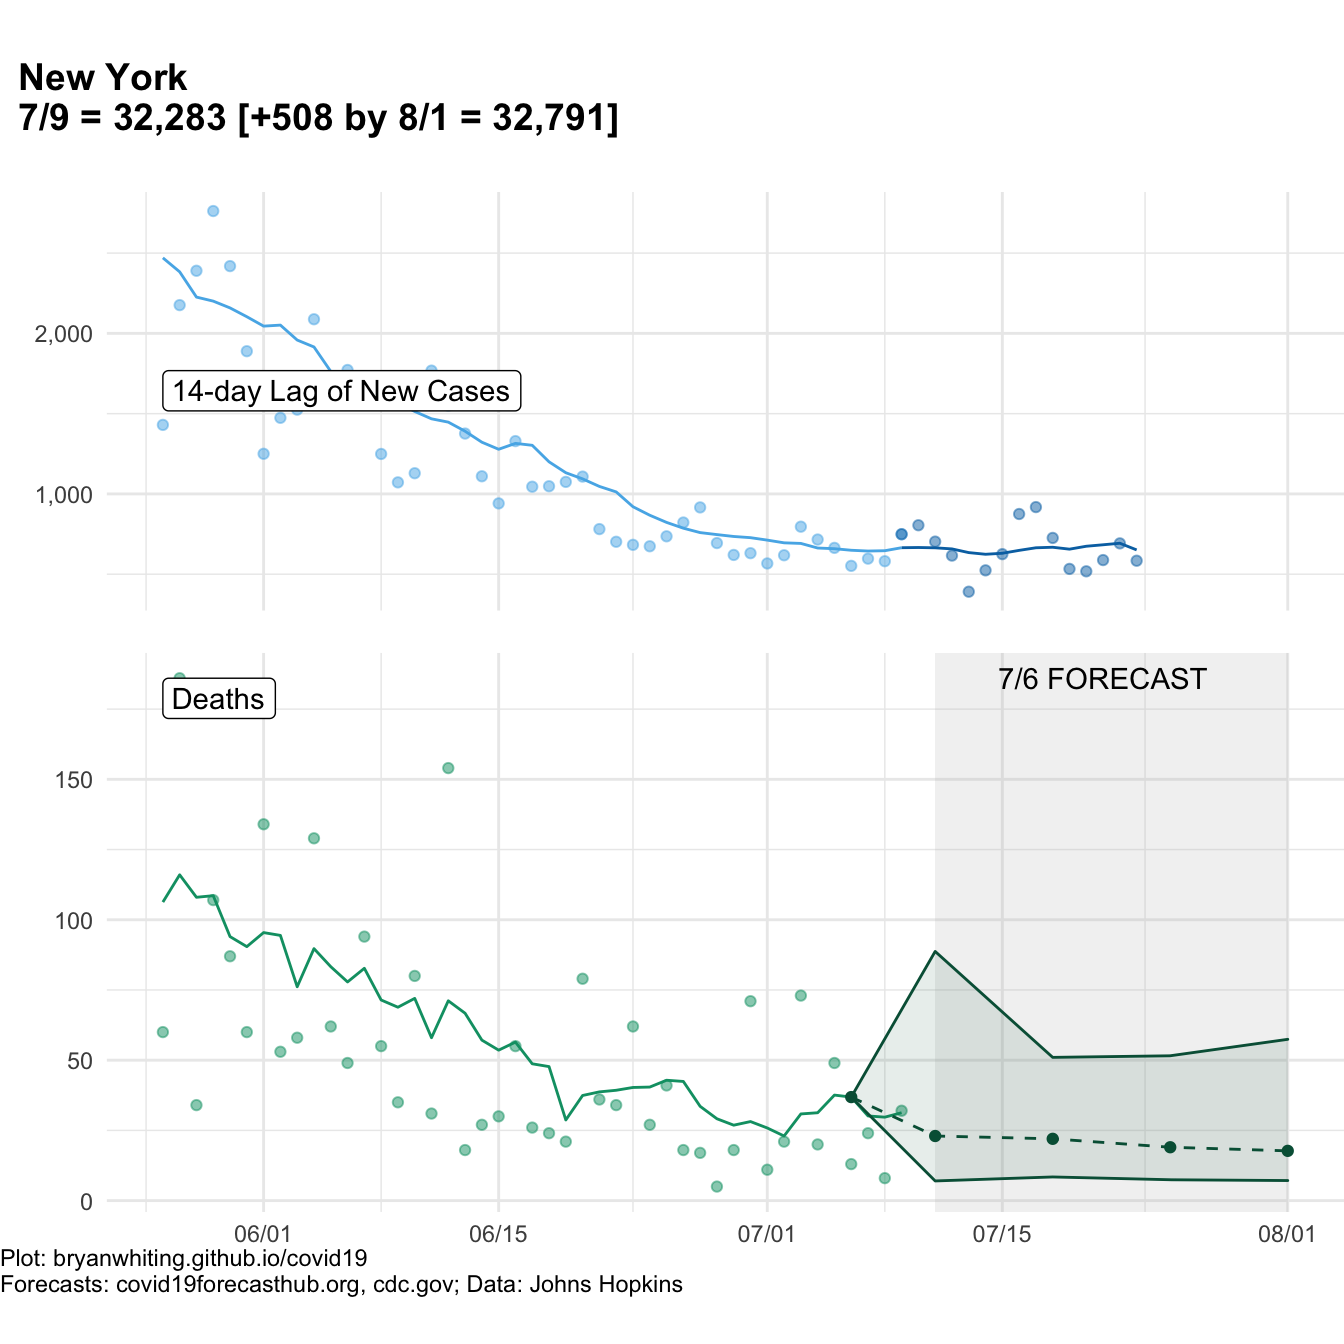 New York
7/9 = 32,283 [+508 by 8/1 = 32,791]
2,000
14-day Lag of New Cases
1,000
7/6 FORECAST
Deaths
150
100
50
0
06/01 06/15 07/01 07/15 08/01
Plot: bryanwhiting.github.io/covid19
Forecasts: covid19forecasthub.org, cdc.gov; Data: Johns Hopkins